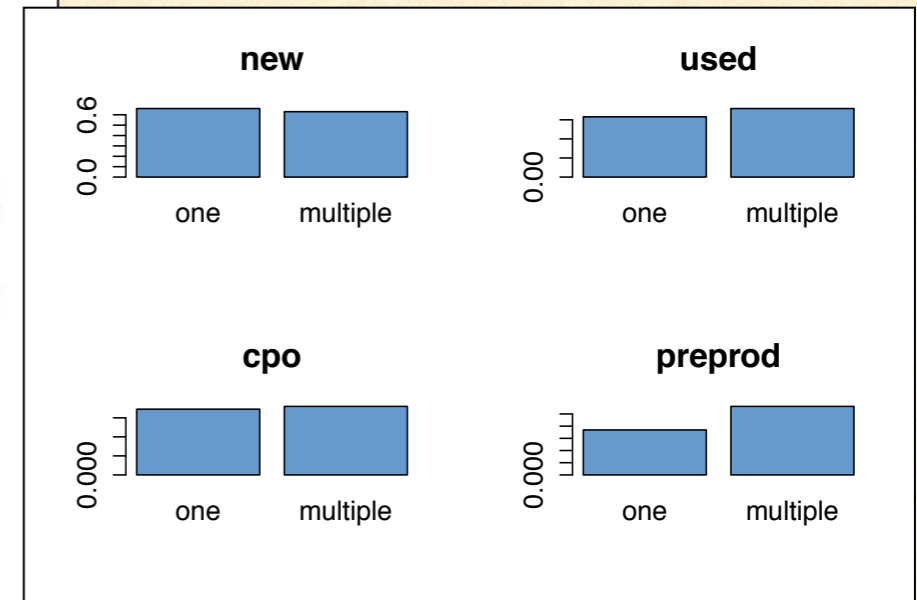 new
0.0 0.6
one multiple
used
0.00
one multiple
cpo
0.000
one multiple
preprod
0.000
one multiple